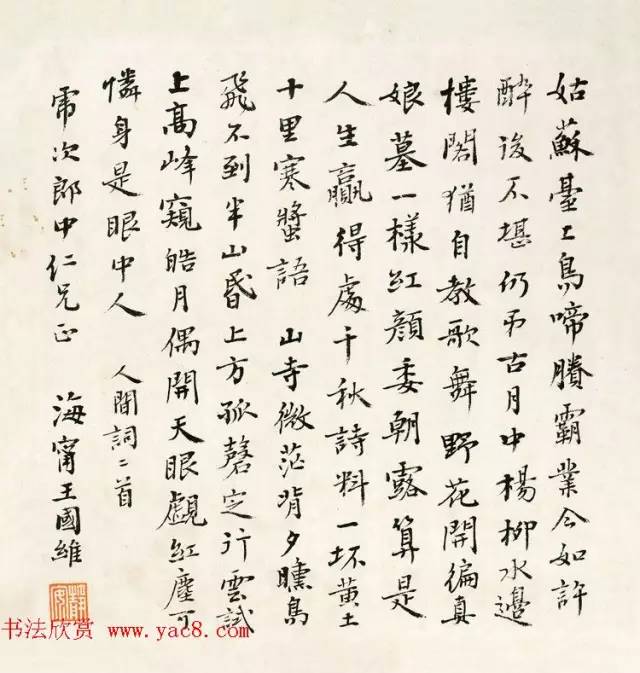 姑蘇臺上烏啼賸霸業今如許
醉後不堪仍弔古月中楊柳水邊
樓閣猶自教歌舞野花開徧真
娘墓一樣紅顏委朝露算是
人生贏得處千秋詩料一坏黃土
十里寒螿語 山寺微茫背夕曛鳥
飛不到半山昏上方孤磬定行雲試
上高峰窺皓月偶開天眼覷紅塵可
憐身是眼中人 人間詞二首
次郎中仁兄正 海甯王國維
靜安
书法欣赏 www.yac8.com